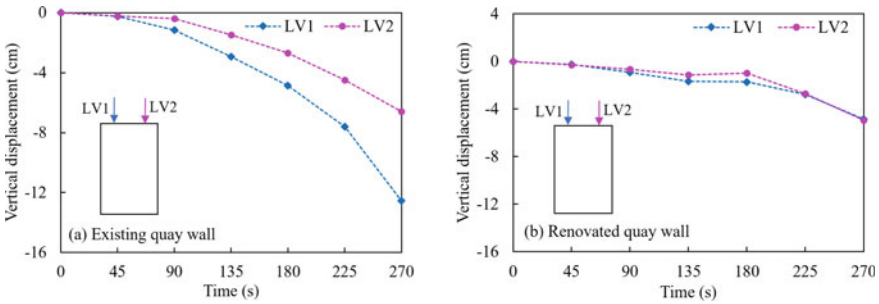 0
-4
-8
-12
-16
Vertical displacement (cm)
LV1 LV2
LV1 LV2
(a) Existing quay wall
0 45 90 135 180 225 270
Time (s)
4
0
-4
-8
-12
-16
Vertical displacement (cm)
LV1 LV2
LV1 LV2
(b) Renovated quay wall
0 45 90 135 180 225 270
Time (s)